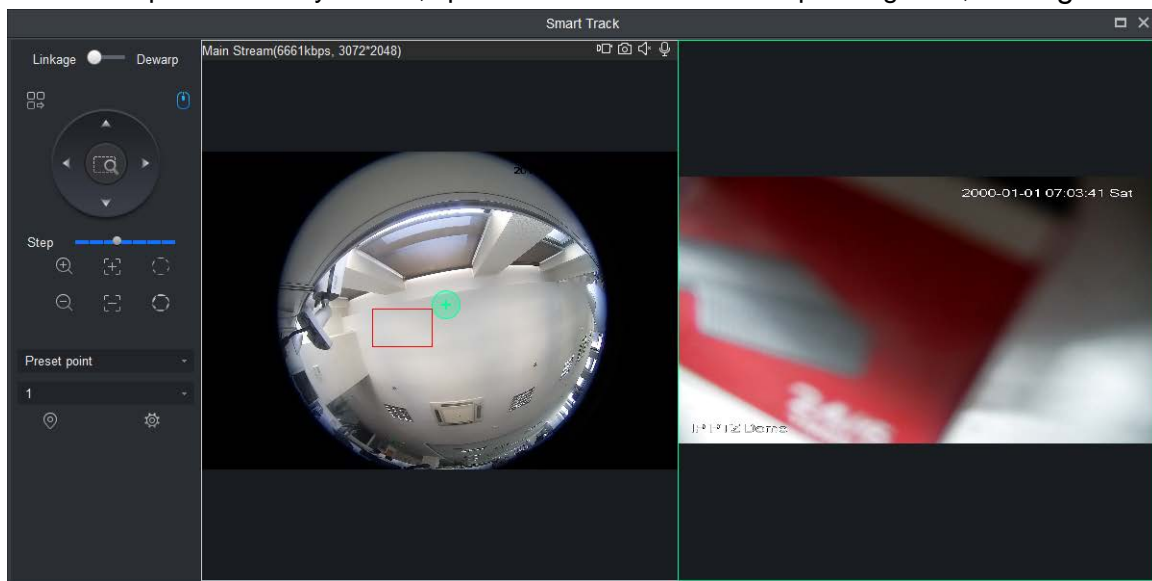 Smart Track
Linkage
Dewarp
Main Stream(6661kbps, 3072*2048)
2000-01-01 07:03:41 Sat
Step
Preset point
1
IP PTZ Demo